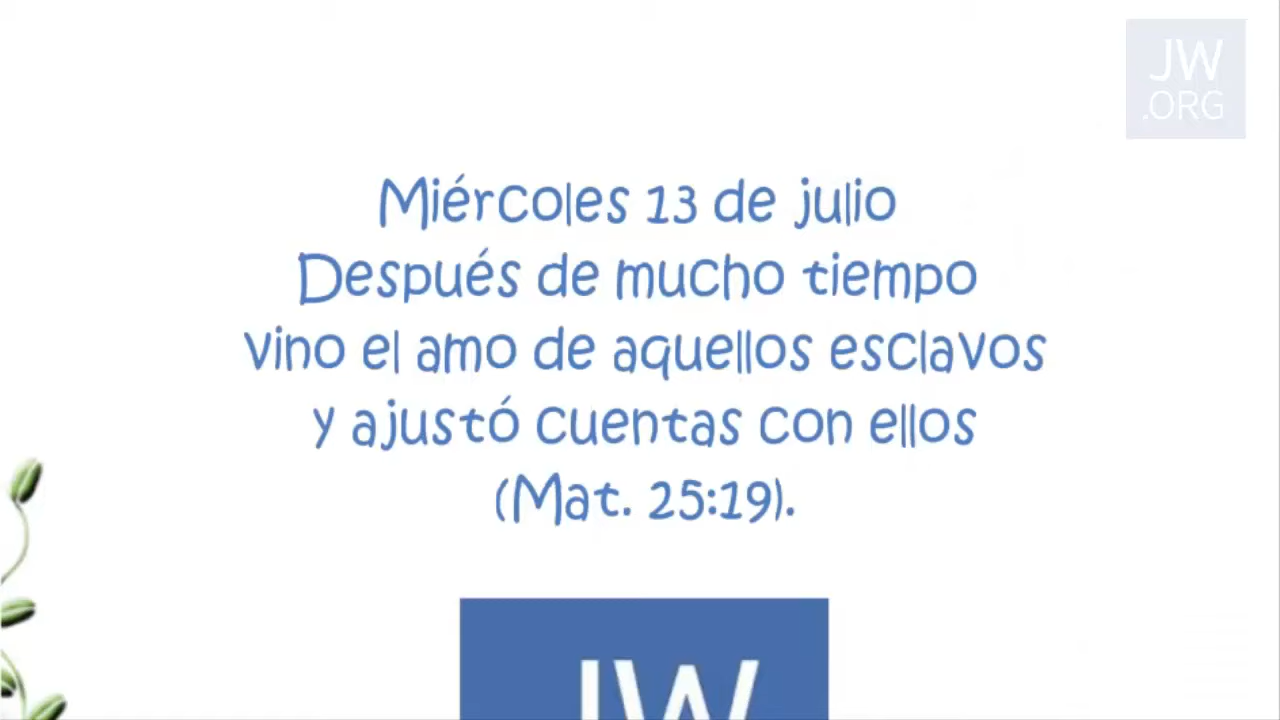 JW
.ORG
Miércoles 13 de julio
Después de mucho tiempo
vino el amo de aquellos esclavos
y ajustó cuentas con ellos
(Mat. 25:19).
JW